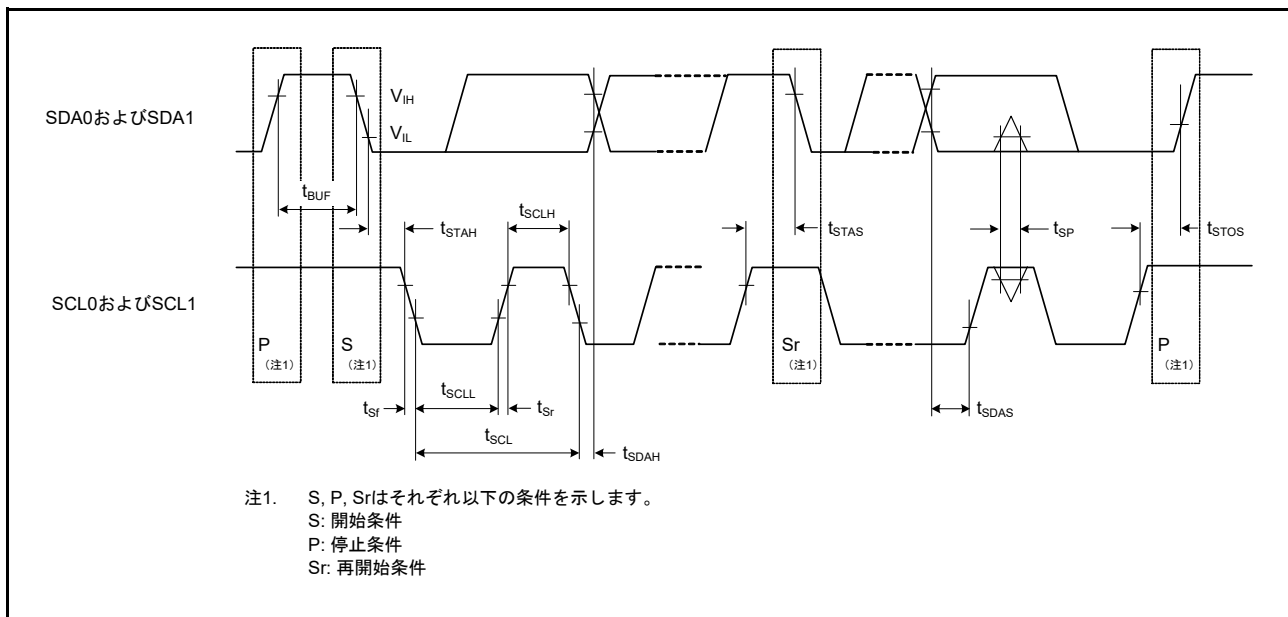 SDA0およびSDA1
VIH
VIL
tBUF
tSTAH
tSCLH
tSTAS
tSP
tSTOS
SCL0およびSCL1
P
(注1)
S
(注1)
Sr
(注1)
P
(注1)
tSf
tSCLL
tSr
tSCL
tSDAH
tSDAS
注1. S, P, Srはそれぞれ以下の条件を示します。
S: 開始条件
P: 停止条件
Sr: 再開始条件